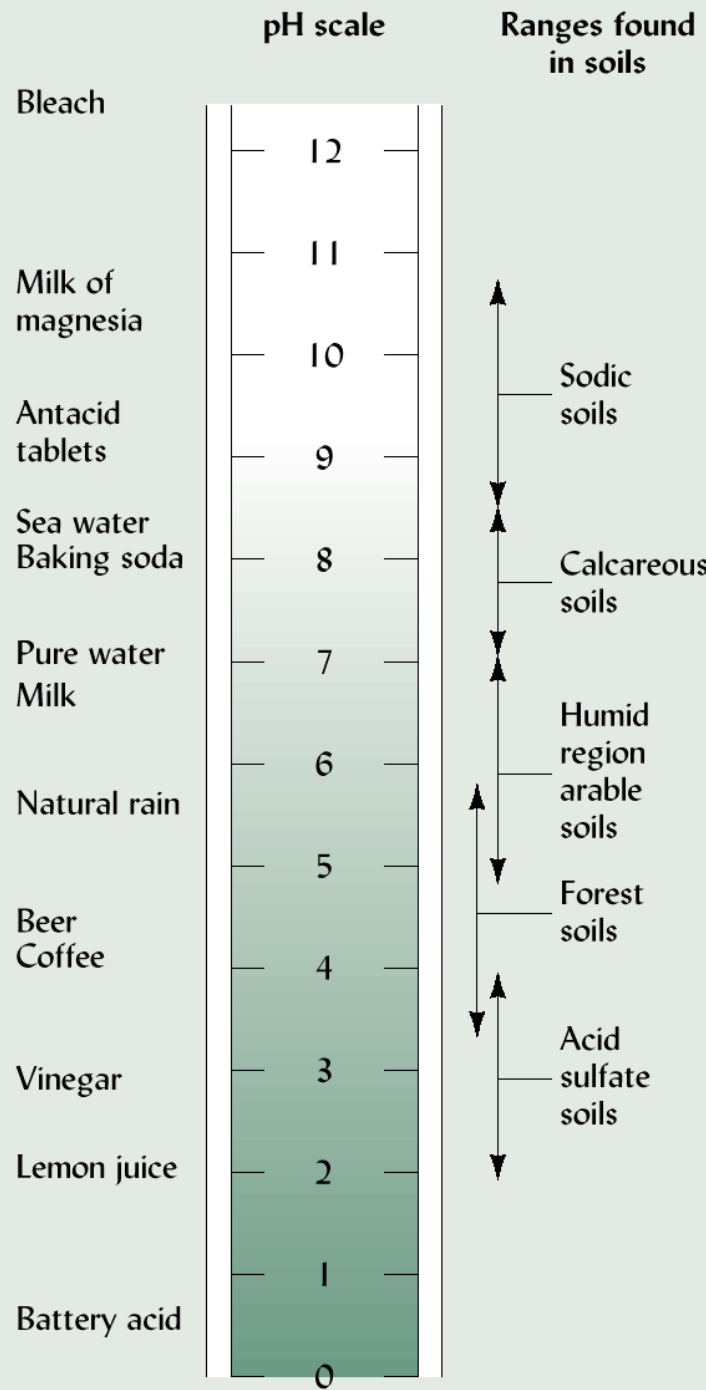 pH scale
Ranges found
in soils
Bleach
12
11
Milk of
magnesia
10
Sodic
soils
Antacid
tablets
9
Sea water
Baking soda
8
Calcareous
soils
Pure water
7
Milk
Humid
region
arable
soils
6
Natural rain
5
Forest
soils
Beer
Coffee
4
Acid
sulfate
soils
3
Vinegar
Lemon juice
2
1
Battery acid
0